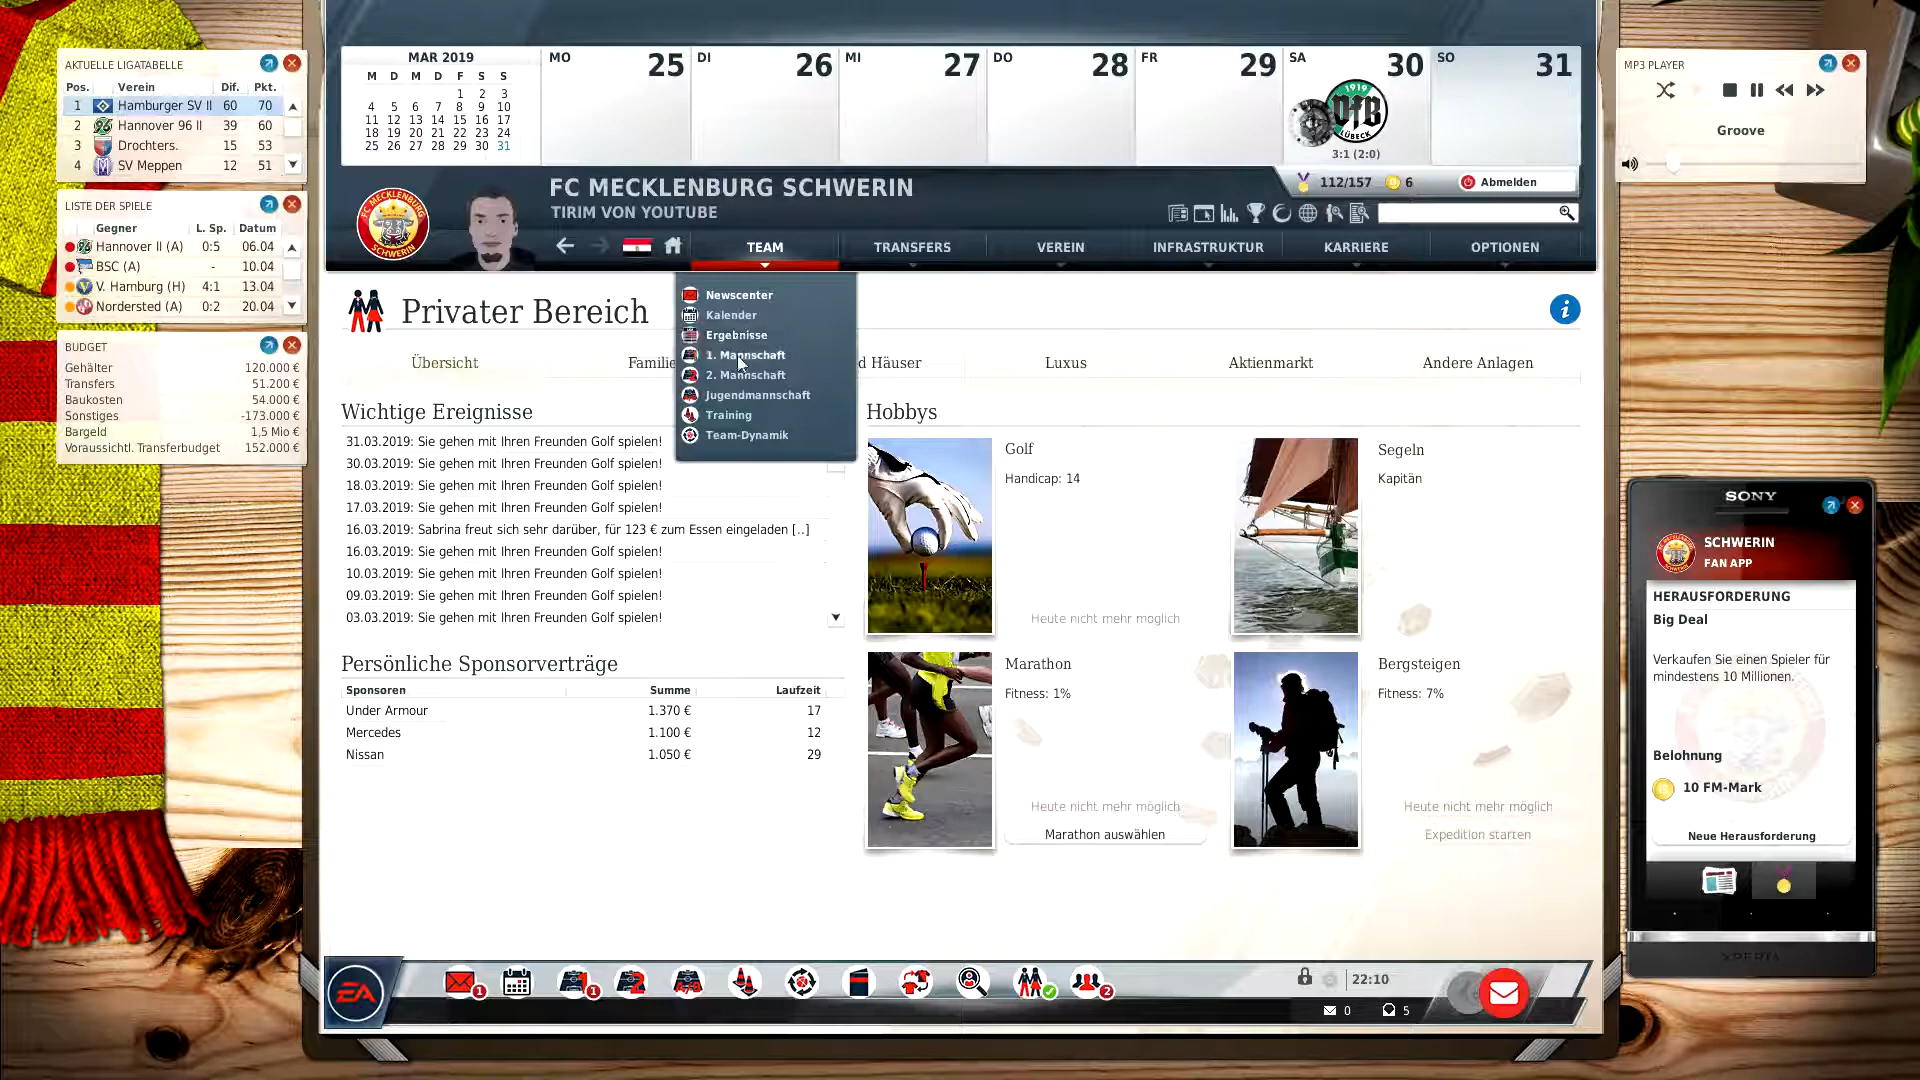 AKTUELLE LIGATABELLE
Pos. Verein Dif. Pkt.
1 Hamburger SV II 60 70
2 Hannover 96 II 39 60
3 Drochters. 15 53
4 SV Meppen 12 51
LISTE DER SPIELE
Gegner L. Sp. Datum
Hannover II (A) 0:5 06.04
BSC (A) - 10.04
V. Hamburg (H) 4:1 13.04
Nordersted (A) 0:2 20.04
BUDGET
Gehälter 120.000 €
Transfers 51.200 €
Baukosten 54.000 €
Sonstiges -173.000 €
Bargeld 1,5 Mio €
Voraussichtl. Transferbudget 152.000 €
MAR 2019
M D M D F S S
1 2 3
4 5 6 7 8 9 10
11 12 13 14 15 16 17
18 19 20 21 22 23 24
25 26 27 28 29 30 31
MO 25 DI 26 MI 27 DO 28 FR 29 SA 30 SO 31
1919
VfB
LÜBECK
3:1 (2:0)
FC MECKLENBURG SCHWERIN
TIRIM VON YOUTUBE
112/157 6 Abmelden
TEAM TRANSFERS VEREIN INFRASTRUKTUR KARRIERE OPTIONEN
Newscenter
Kalender
Ergebnisse
1. Mannschaft
2. Mannschaft
Jugendmannschaft
Training
Team-Dynamik
Privater Bereich
Übersicht Familie d Häuser Luxus Aktienmarkt Andere Anlagen
Wichtige Ereignisse
31.03.2019: Sie gehen mit Ihren Freunden Golf spielen!
30.03.2019: Sie gehen mit Ihren Freunden Golf spielen!
18.03.2019: Sie gehen mit Ihren Freunden Golf spielen!
17.03.2019: Sie gehen mit Ihren Freunden Golf spielen!
16.03.2019: Sabrina freut sich sehr darüber, für 123 € zum Essen eingeladen [..]
16.03.2019: Sie gehen mit Ihren Freunden Golf spielen!
10.03.2019: Sie gehen mit Ihren Freunden Golf spielen!
09.03.2019: Sie gehen mit Ihren Freunden Golf spielen!
03.03.2019: Sie gehen mit Ihren Freunden Golf spielen!
Persönliche Sponsorverträge
Sponsoren Summe Laufzeit
Under Armour 1.370 € 17
Mercedes 1.100 € 12
Nissan 1.050 € 29
Hobbys
Golf
Handicap: 14
Heute nicht mehr möglich
Segeln
Kapitän
Marathon
Fitness: 1%
Heute nicht mehr möglich
Marathon auswählen
Bergsteigen
Fitness: 7%
Heute nicht mehr möglich
Expedition starten
MP3 PLAYER
Groove
SONY
SCHWERIN
FAN APP
HERAUSFORDERUNG
Big Deal
Verkaufen Sie einen Spieler für
mindestens 10 Millionen.
Belohnung
10 FM-Mark
Neue Herausforderung
XPERIA
EA
1
1
1
2
A/B
2
22:10
0 5